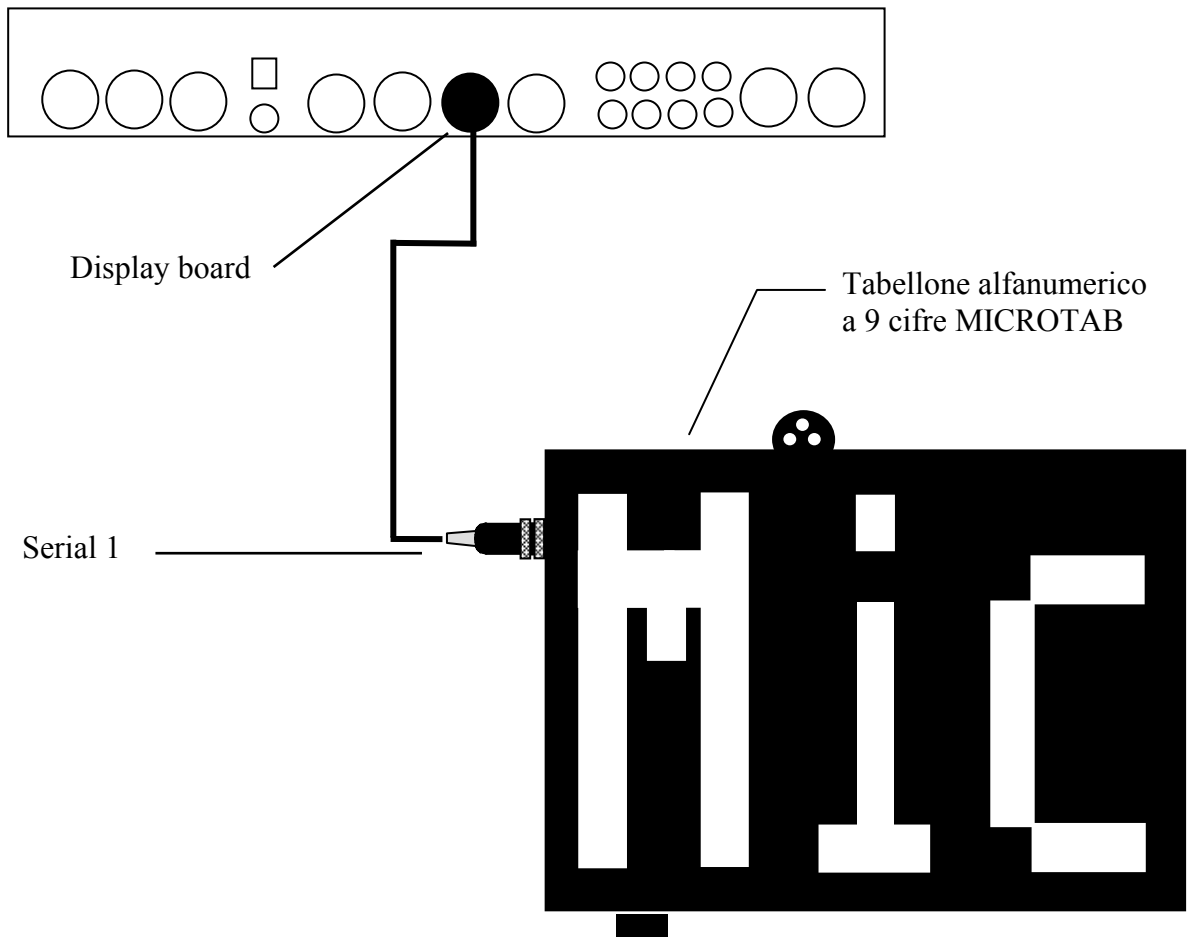 Display board
Tabellone alfanumerico
a 9 cifre MICROTAB
Serial 1
MiC